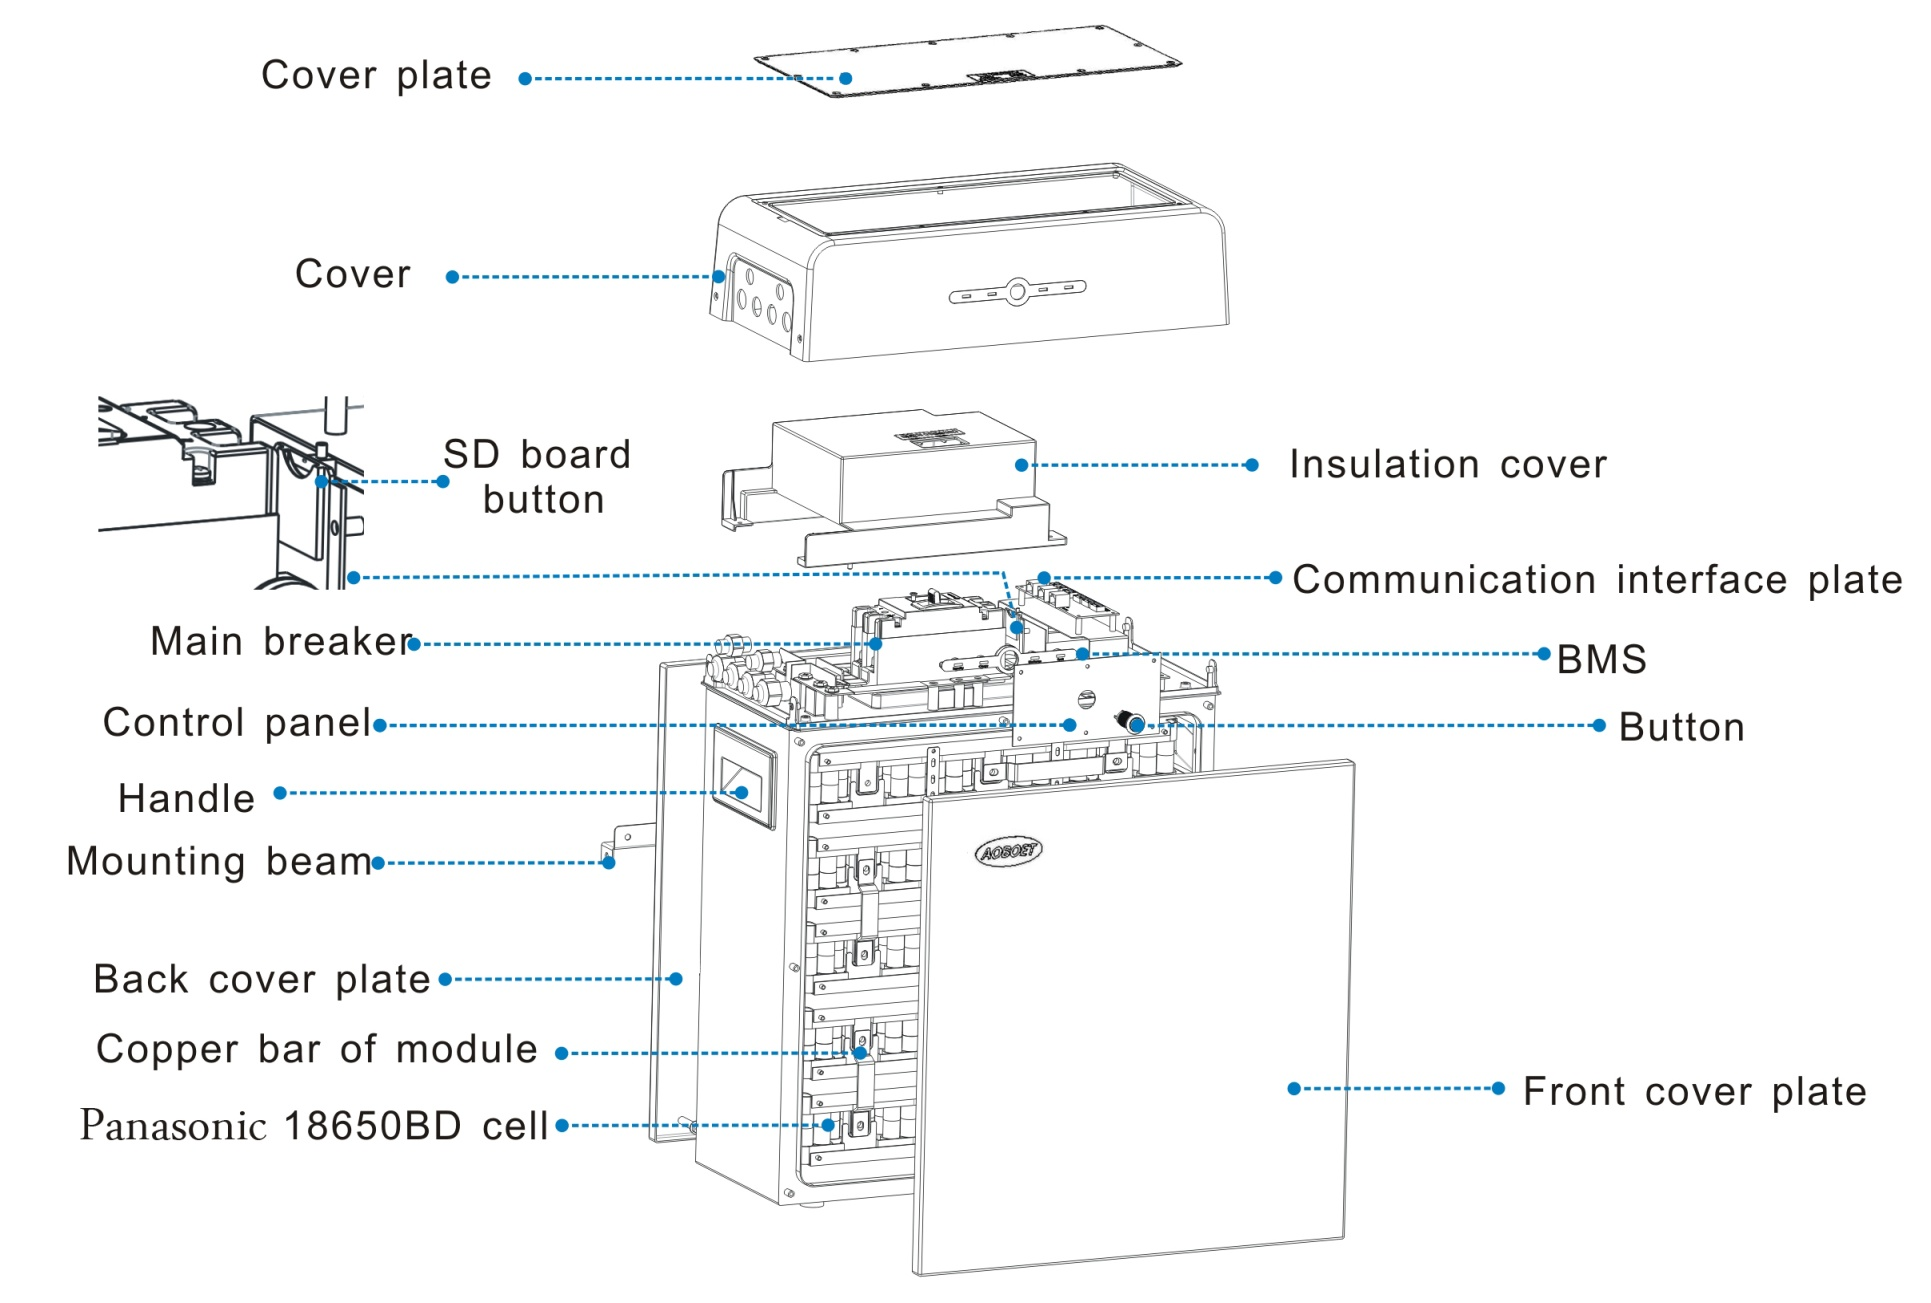 Cover plate
Cover
SD board
button
Insulation cover
Communication interface plate
Main breaker
BMS
Control panel
Button
Handle
Mounting beam
AOBOET
Back cover plate
Copper bar of module
Front cover plate
Panasonic 18650BD cell